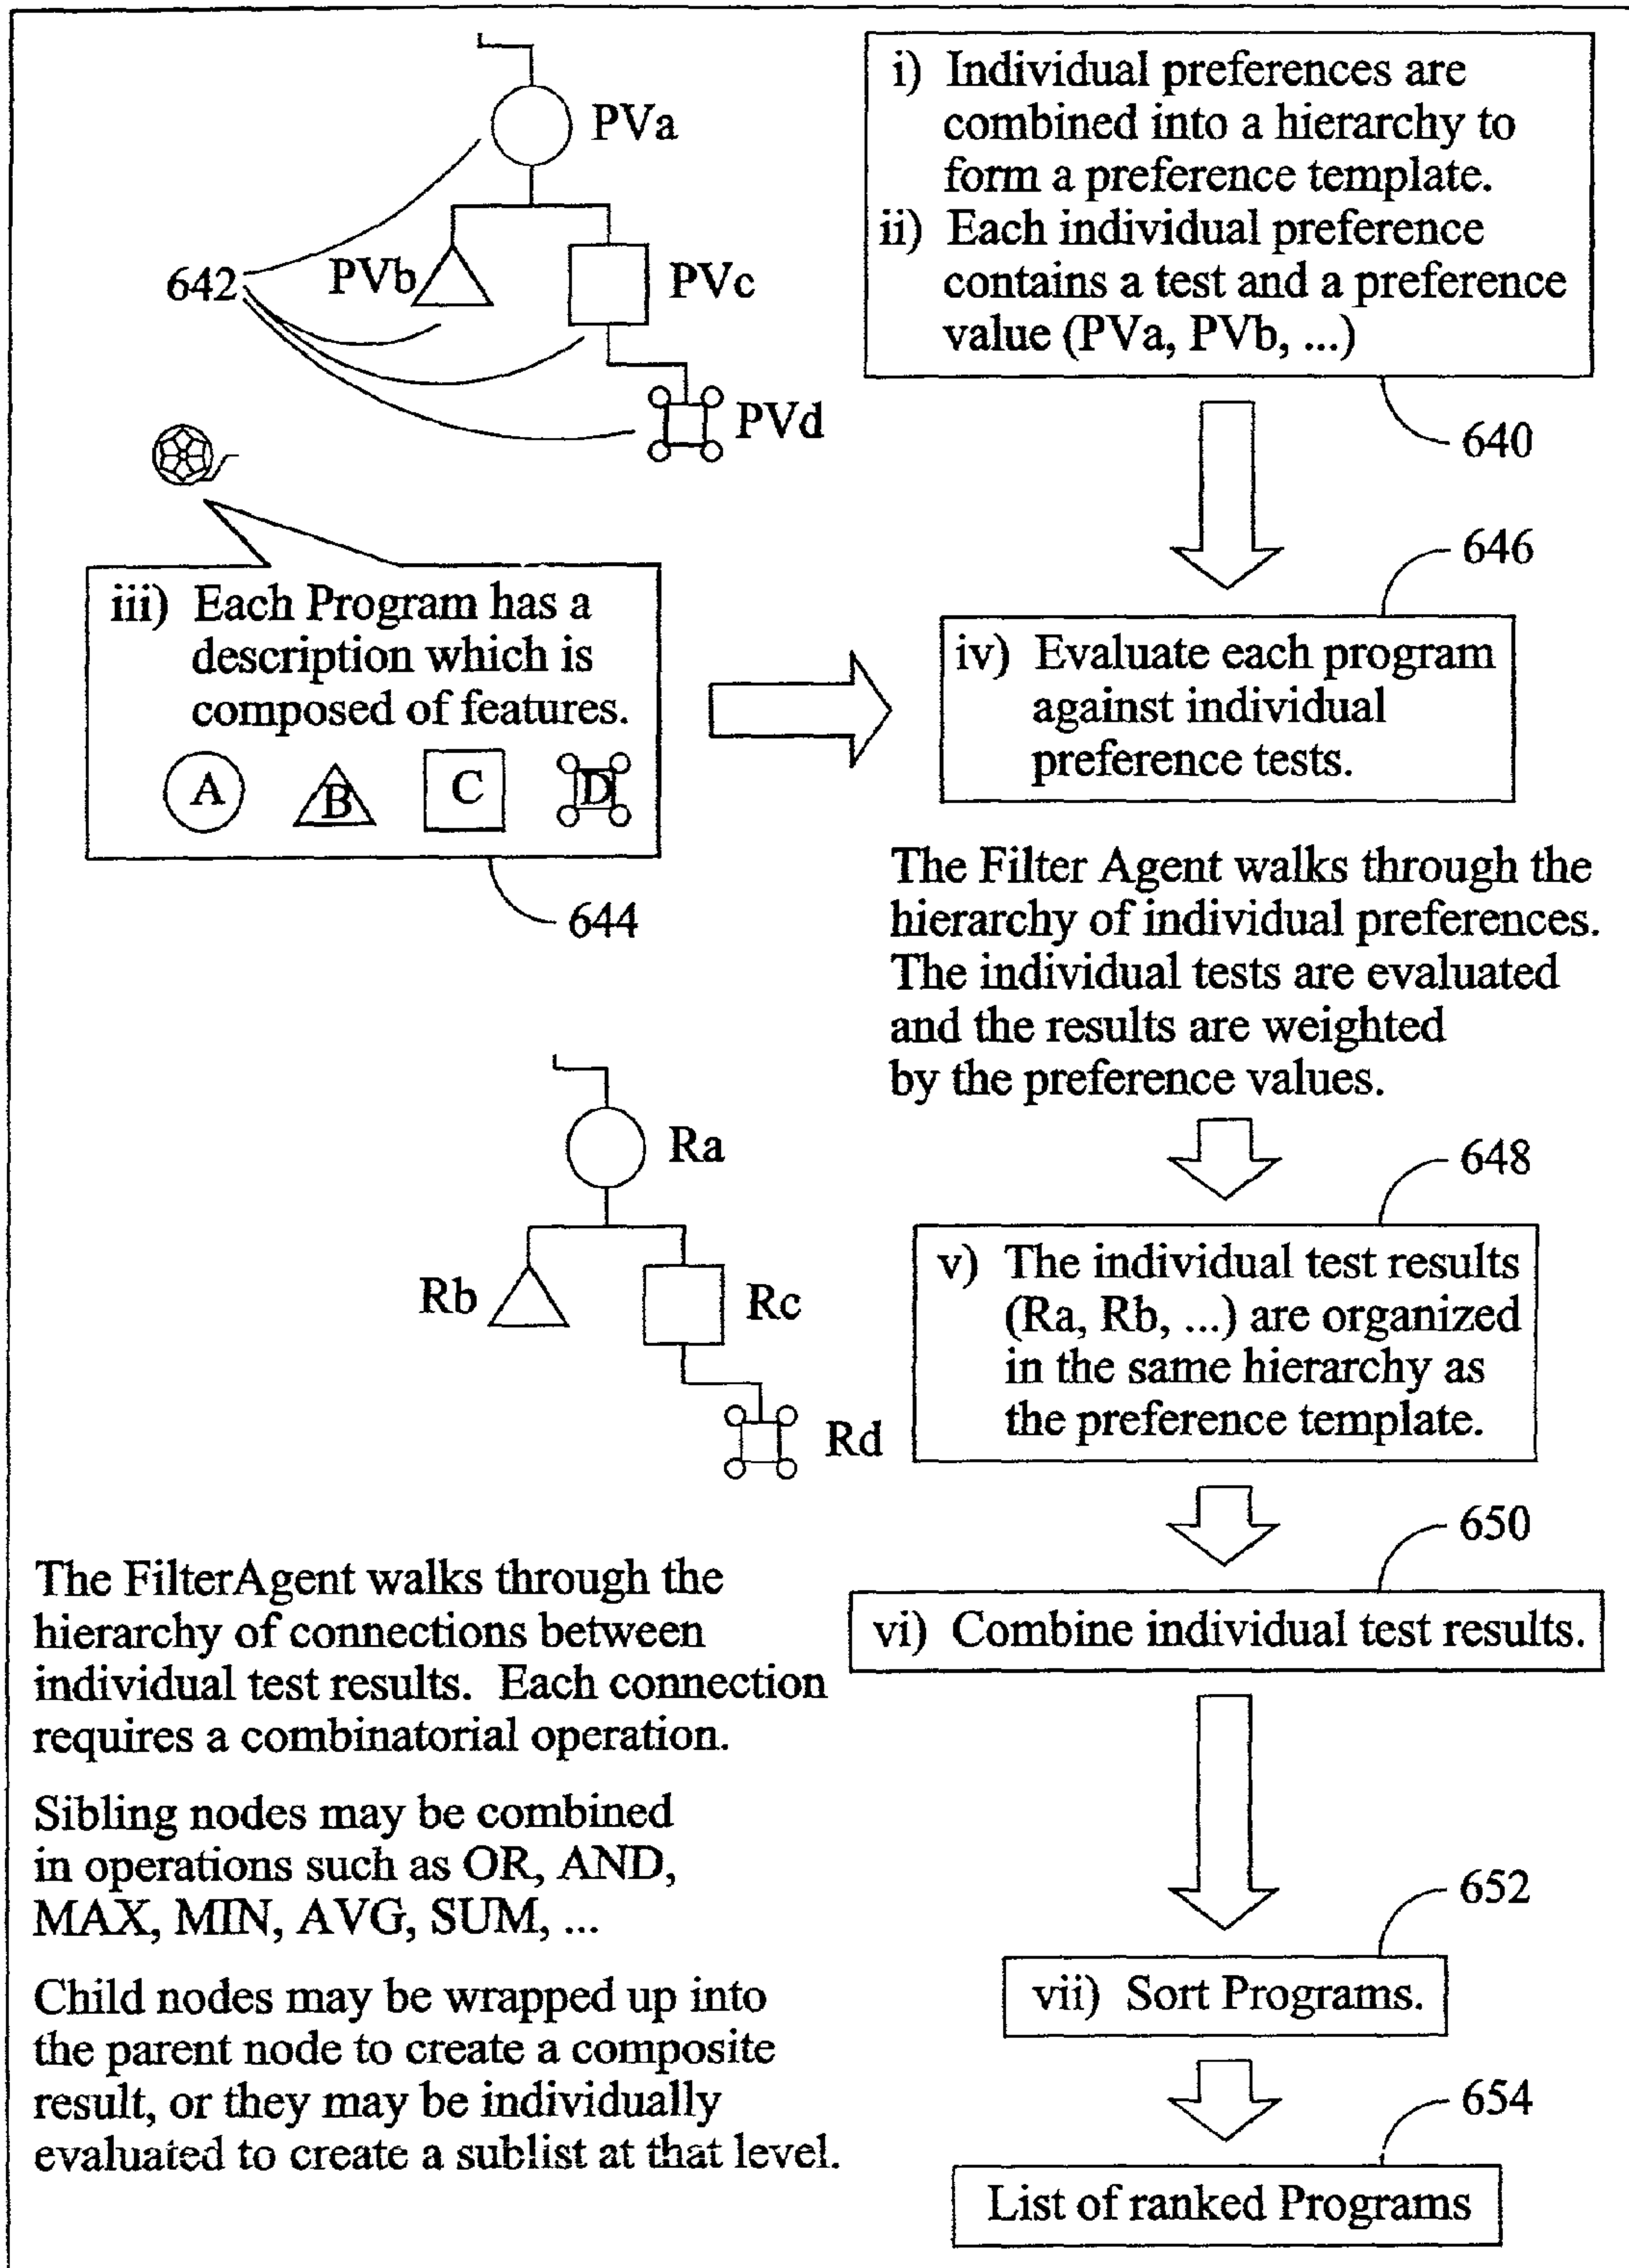 PVa
PVb
PVc
PVd
642
i) Individual preferences are
combined into a hierarchy to
form a preference template.
ii) Each individual preference
contains a test and a preference
value (PVa, PVb, ...)
640
646
iii) Each Program has a
description which is
composed of features.
A B C D
644
iv) Evaluate each program
against individual
preference tests.
The Filter Agent walks through the
hierarchy of individual preferences.
The individual tests are evaluated
and the results are weighted
by the preference values.
Ra
Rb
Rc
Rd
648
v) The individual test results
(Ra, Rb, ...) are organized
in the same hierarchy as
the preference template.
650
vi) Combine individual test results.
The FilterAgent walks through the
hierarchy of connections between
individual test results. Each connection
requires a combinatorial operation.
Sibling nodes may be combined
in operations such as OR, AND,
MAX, MIN, AVG, SUM, ...
Child nodes may be wrapped up into
the parent node to create a composite
result, or they may be individually
evaluated to create a sublist at that level.
652
vii) Sort Programs.
654
List of ranked Programs